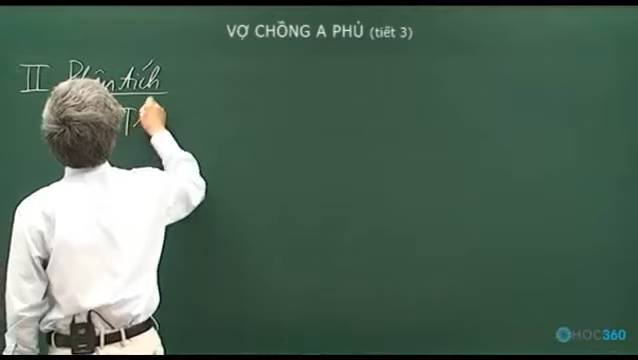 VỢ CHỒNG A PHỦ (tiết 3)
II Phân tích
HOC360